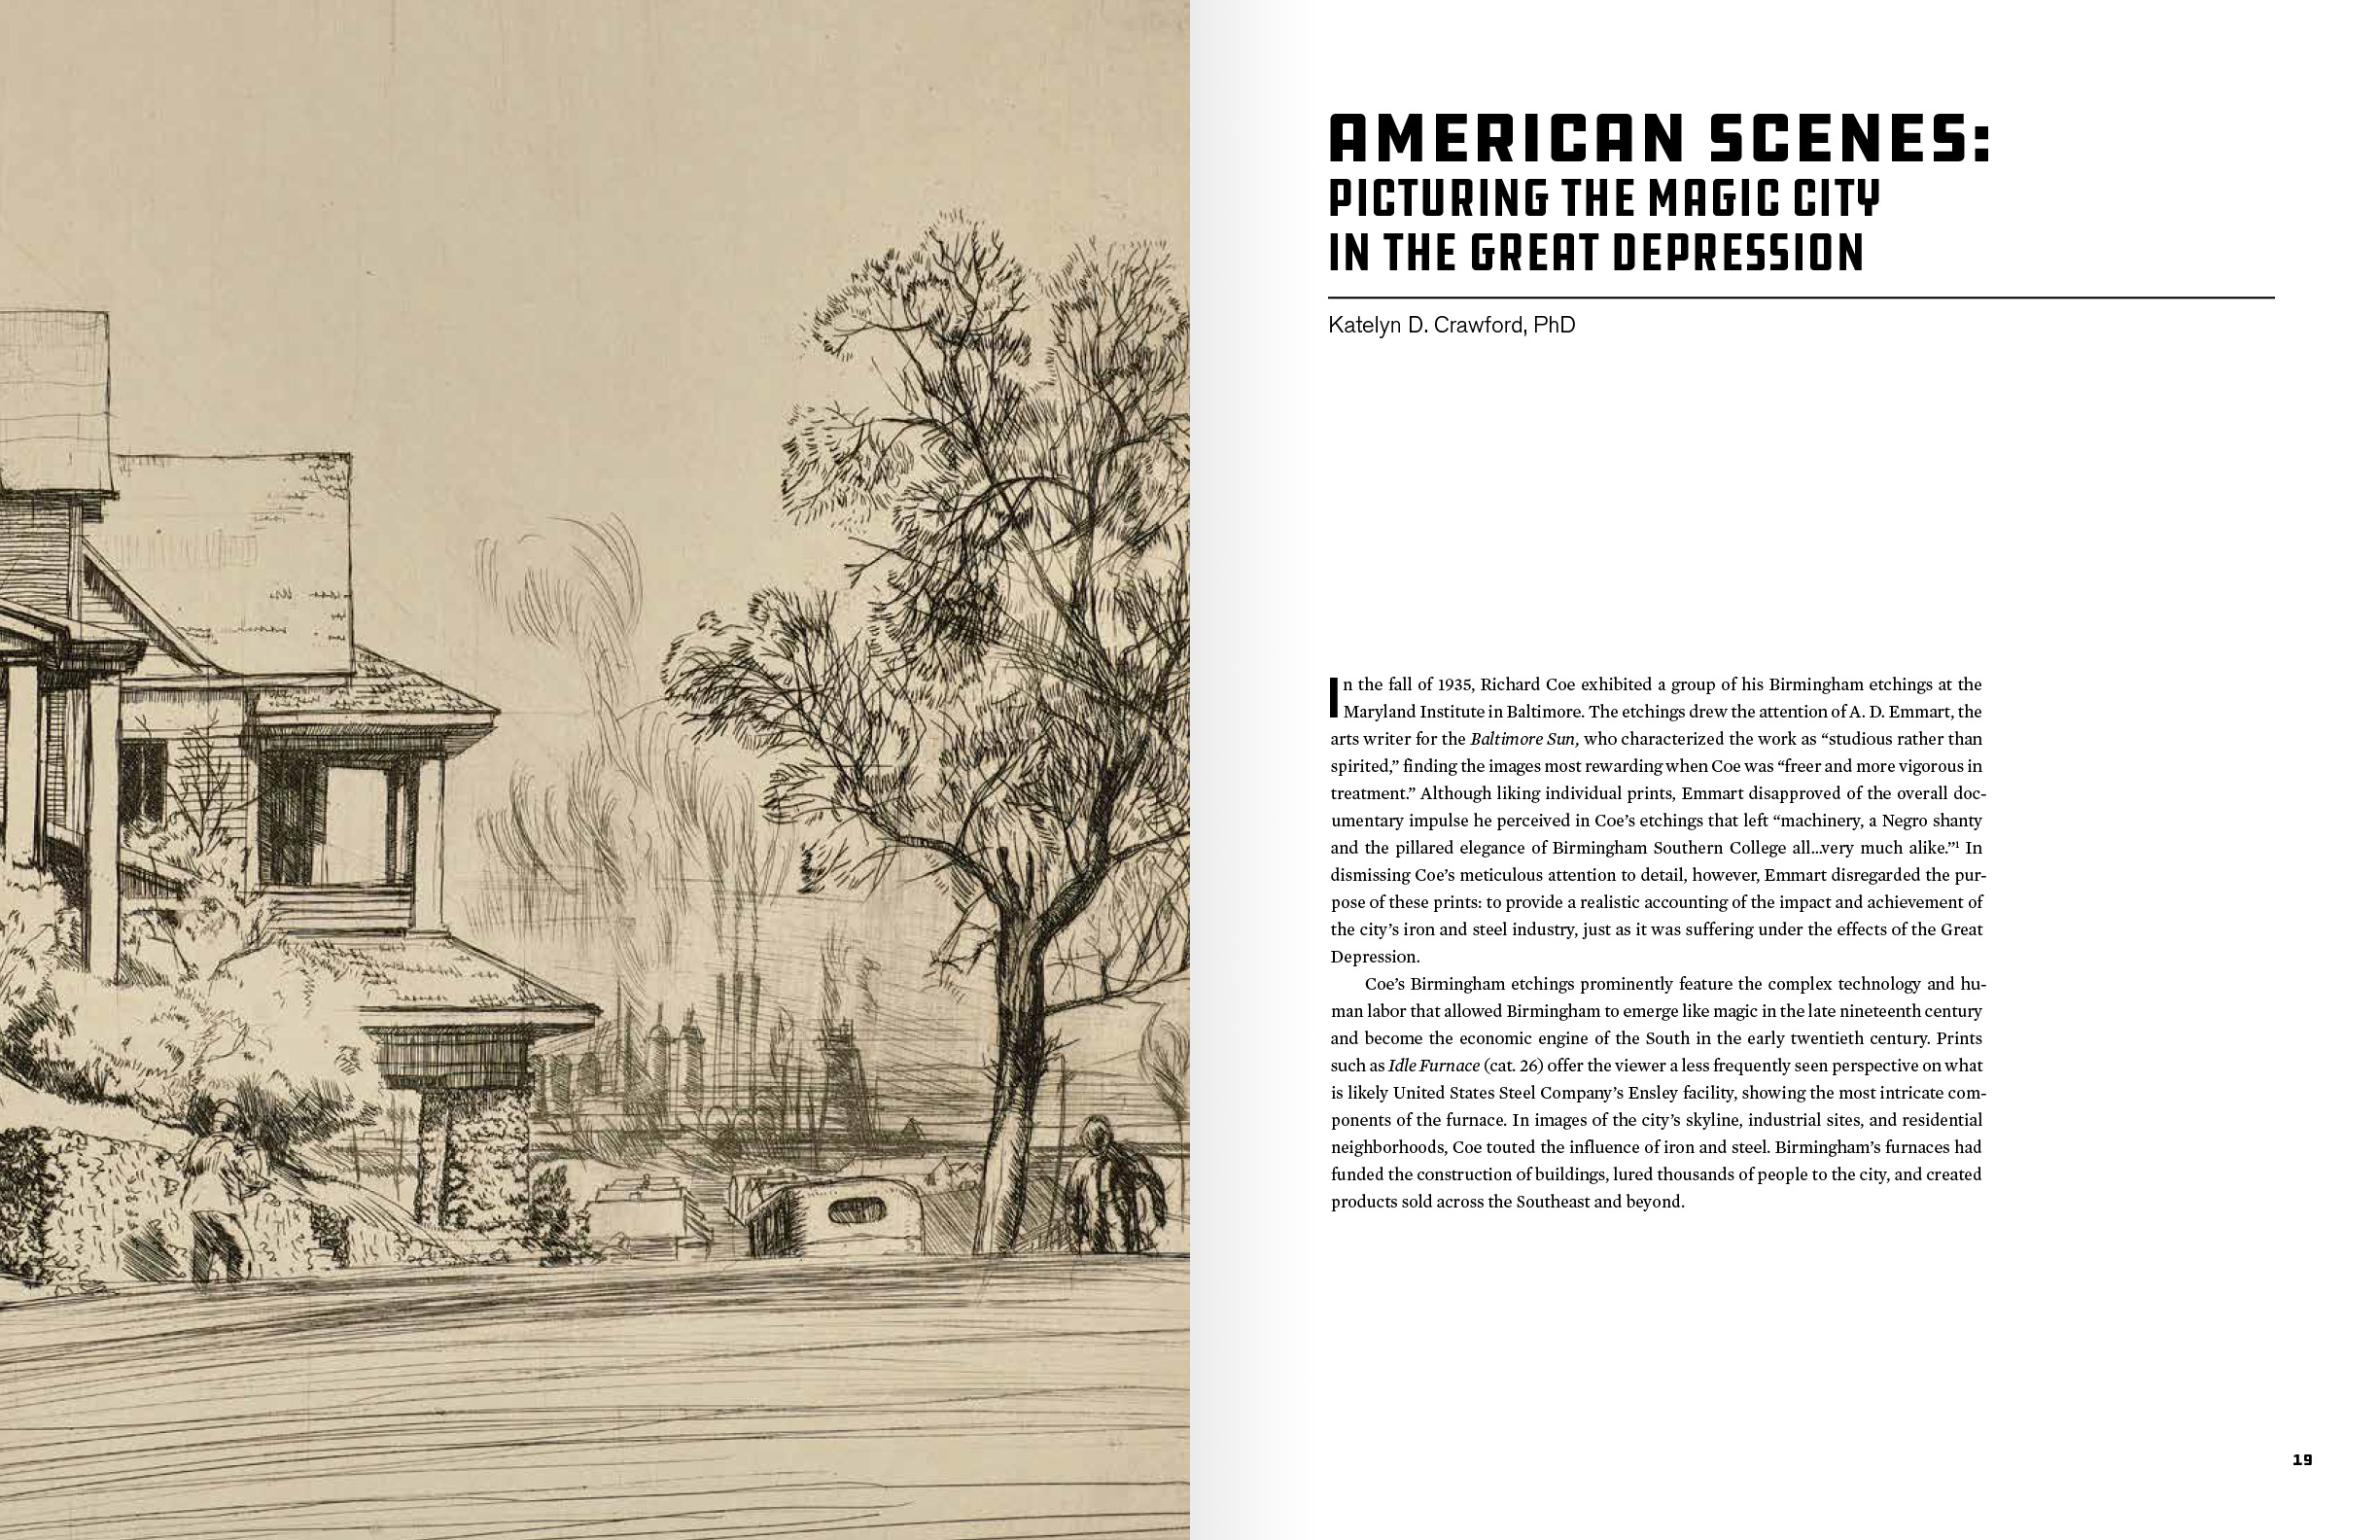 AMERICAN SCENES:
PICTURING THE MAGIC CITY
IN THE GREAT DEPRESSION
Katelyn D. Crawford, PhD
In the fall of 1935, Richard Coe exhibited a group of his Birmingham etchings at the
Maryland Institute in Baltimore. The etchings drew the attention of A. D. Emmart, the
arts writer for the Baltimore Sun, who characterized the work as “studious rather than
spirited,” finding the images most rewarding when Coe was “freer and more vigorous in
treatment.” Although liking individual prints, Emmart disapproved of the overall doc-
umentary impulse he perceived in Coe’s etchings that left “machinery, a Negro shanty
and the pillared elegance of Birmingham Southern College all...very much alike.”¹ In
dismissing Coe’s meticulous attention to detail, however, Emmart disregarded the pur-
pose of these prints: to provide a realistic accounting of the impact and achievement of
the city’s iron and steel industry, just as it was suffering under the effects of the Great
Depression.
Coe’s Birmingham etchings prominently feature the complex technology and hu-
man labor that allowed Birmingham to emerge like magic in the late nineteenth century
and become the economic engine of the South in the early twentieth century. Prints
such as Idle Furnace (cat. 26) offer the viewer a less frequently seen perspective on what
is likely United States Steel Company’s Ensley facility, showing the most intricate com-
ponents of the furnace. In images of the city’s skyline, industrial sites, and residential
neighborhoods, Coe touted the influence of iron and steel. Birmingham’s furnaces had
funded the construction of buildings, lured thousands of people to the city, and created
products sold across the Southeast and beyond.
19